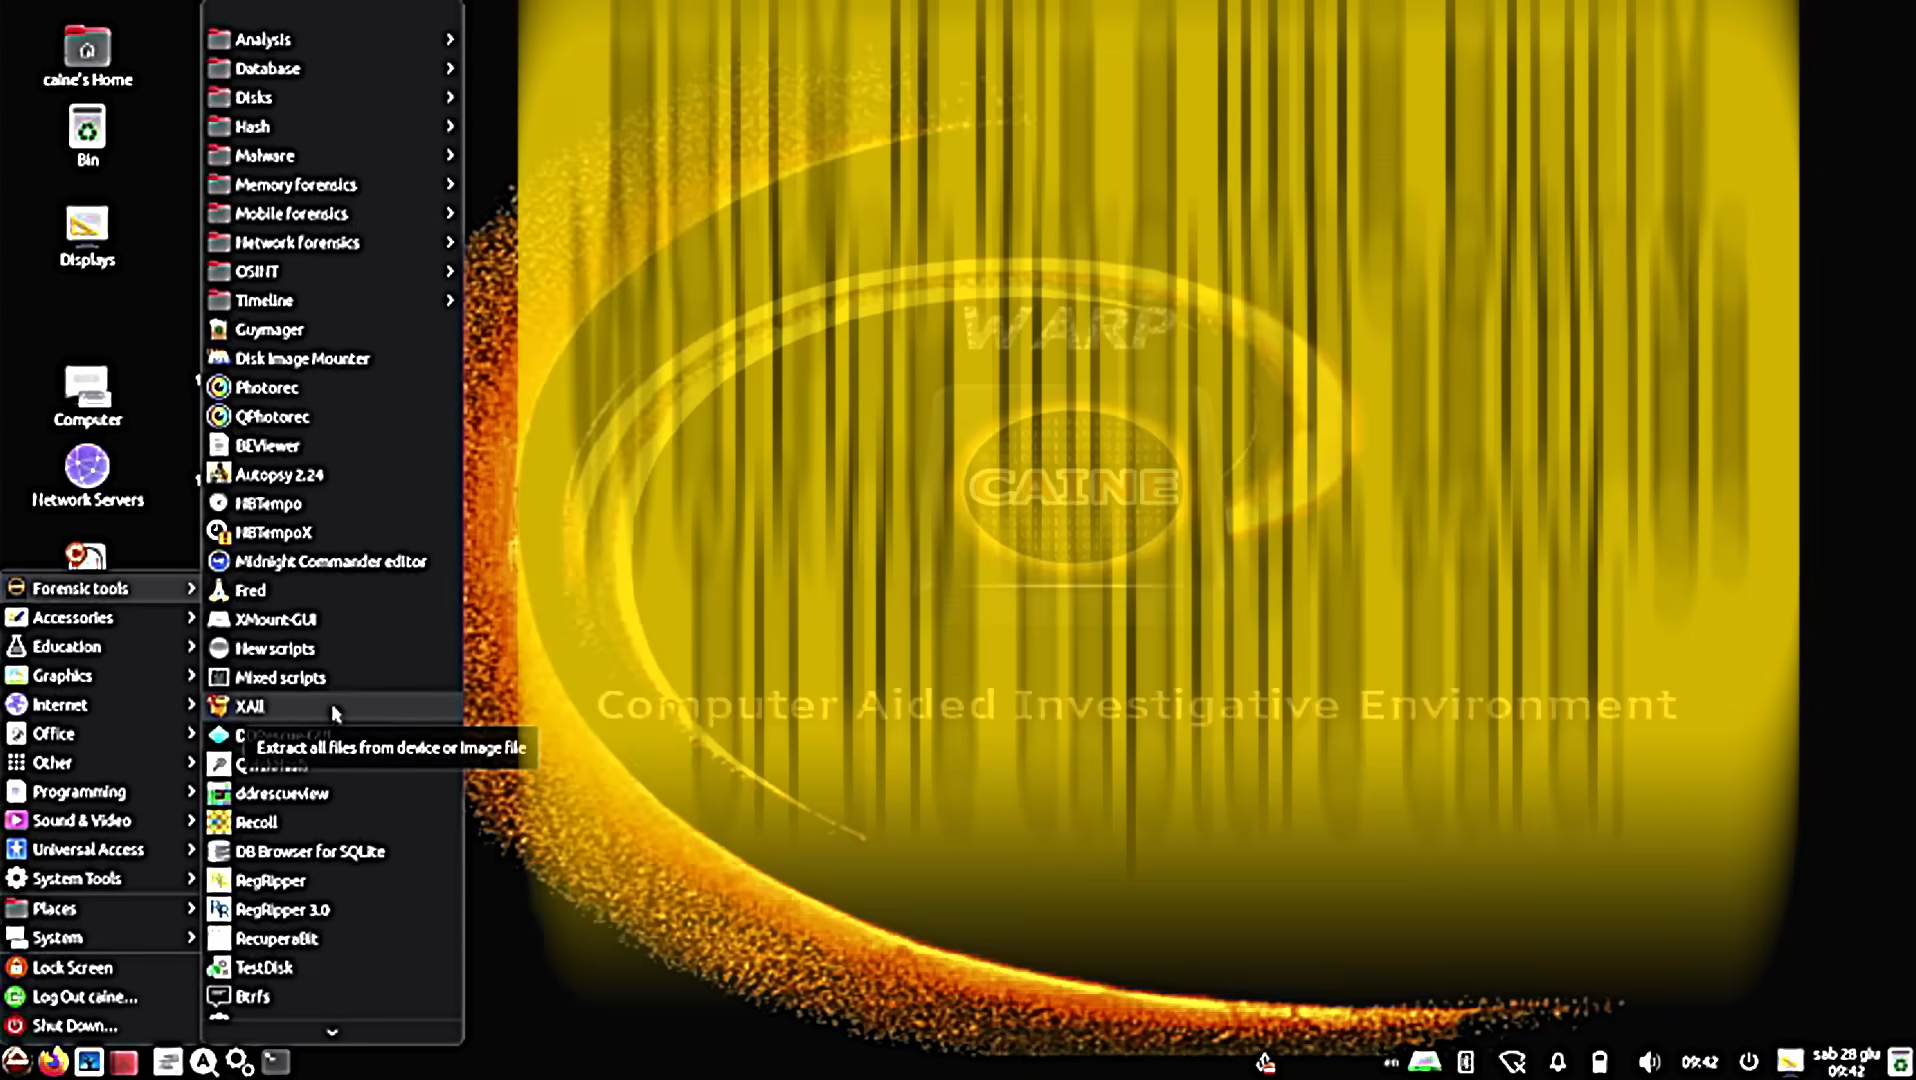 caine's Home
Bin
Displays
Computer
Network Servers
Forensic tools
Accessories
Education
Graphics
Internet
Office
Other
Programming
Sound & Video
Universal Access
System Tools
Places
System
Lock Screen
Log Out caine...
Shut Down...
Analysis
Database
Disks
Hash
Malware
Memory forensics
Mobile forensics
Network forensics
OSINT
Timeline
Guymager
Disk Image Mounter
Photorec
QPhotorec
BEViewer
Autopsy 2.24
NBTempo
NBTempoX
Midnight Commander editor
Fred
XMount-GUI
New scripts
Mixed scripts
XAll
Extract all files from device or image file
ddrescueview
Recoll
DB Browser for SQLite
RegRipper
RegRipper 3.0
RecuperaBit
TestDisk
Btrfs
WARP
CAINE
Computer Aided Investigative Environment
en
09:42
sab 28 giu
09:42